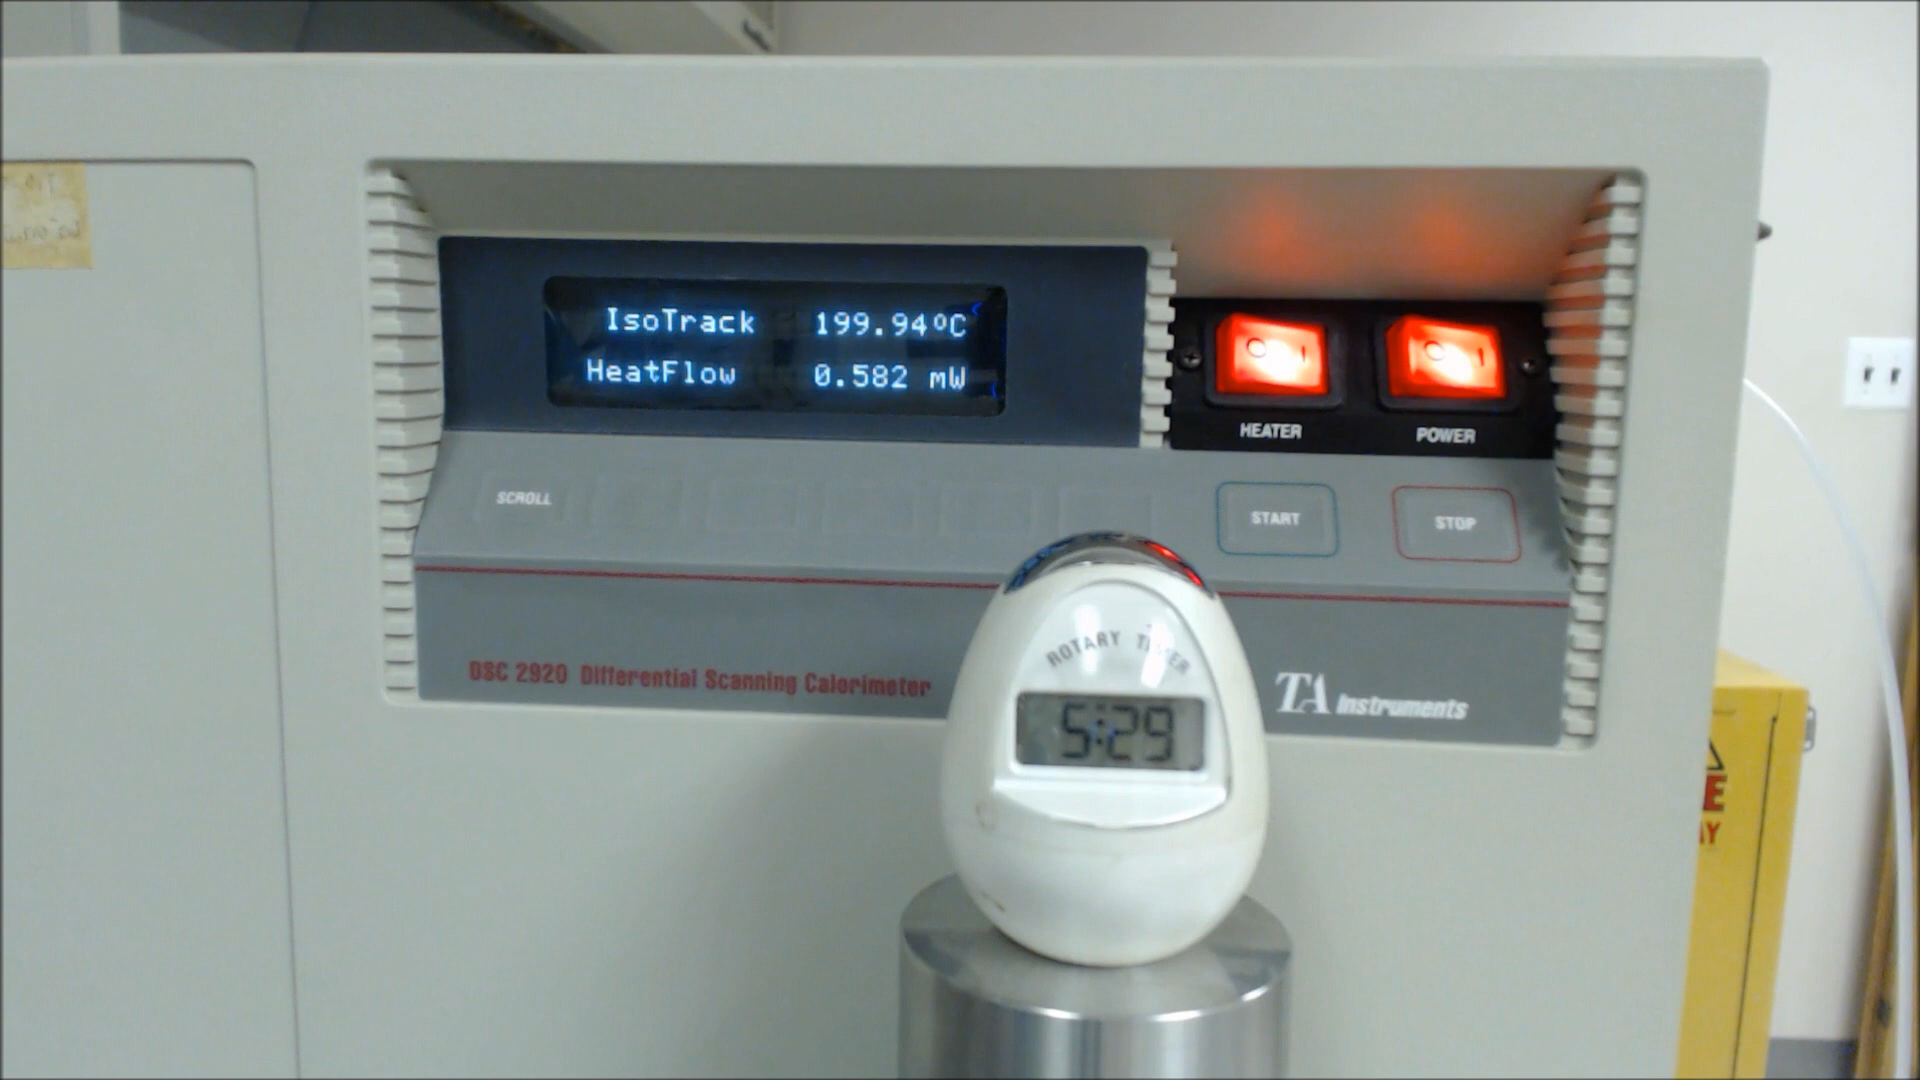 IsoTrack 199.94ºC
HeatFlow 0.582 mW
HEATER POWER
SCROLL
START
STOP
ROTARY TIMER
5:29
DSC 2920 Differential Scanning Calorimeter
TA Instruments